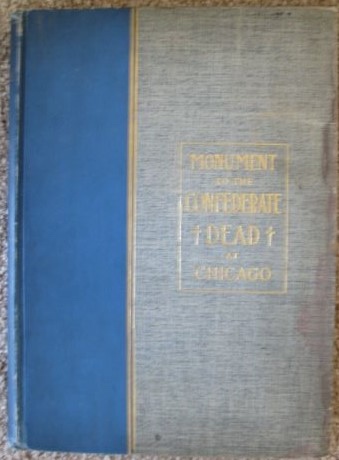 MONUMENT
TO THE
CONFEDERATE
†DEAD†
AT
CHICAGO